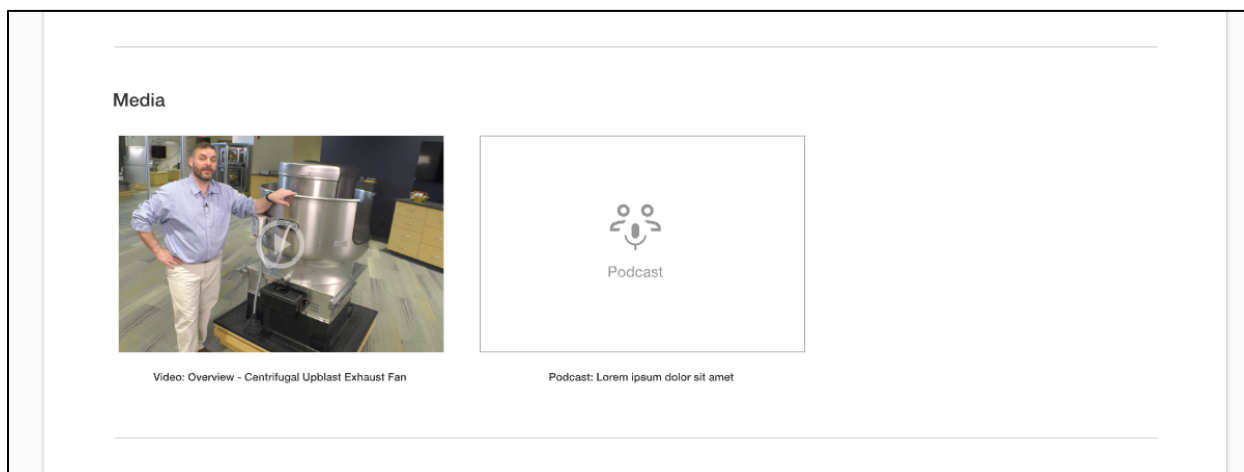 Media
Podcast
Video: Overview - Centrifugal Upblast Exhaust Fan
Podcast: Lorem ipsum dolor sit amet